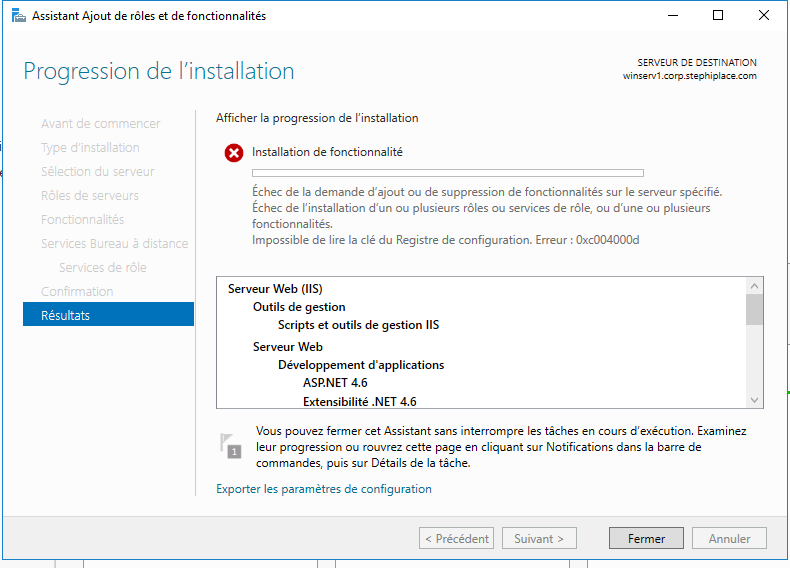 Assistant Ajout de rôles et de fonctionnalités
Progression de l'installation
SERVEUR DE DESTINATION
winserv1.corp.stephiplace.com
Avant de commencer
Type d'installation
Sélection du serveur
Rôles de serveurs
Fonctionnalités
Services Bureau à distance
Services de rôle
Confirmation
Résultats
Afficher la progression de l'installation
Installation de fonctionnalité
Échec de la demande d'ajout ou de suppression de fonctionnalités sur le serveur spécifié.
Échec de l'installation d'un ou plusieurs rôles ou services de rôle, ou d'une ou plusieurs
fonctionnalités.
Impossible de lire la clé du Registre de configuration. Erreur : 0xc004000d
Serveur Web (IIS)
Outils de gestion
Scripts et outils de gestion IIS
Serveur Web
Développement d'applications
ASP.NET 4.6
Extensibilité .NET 4.6
1
Vous pouvez fermer cet Assistant sans interrompre les tâches en cours d'exécution. Examinez
leur progression ou rouvrez cette page en cliquant sur Notifications dans la barre de
commandes, puis sur Détails de la tâche.
Exporter les paramètres de configuration
< Précédent
Suivant >
Fermer
Annuler